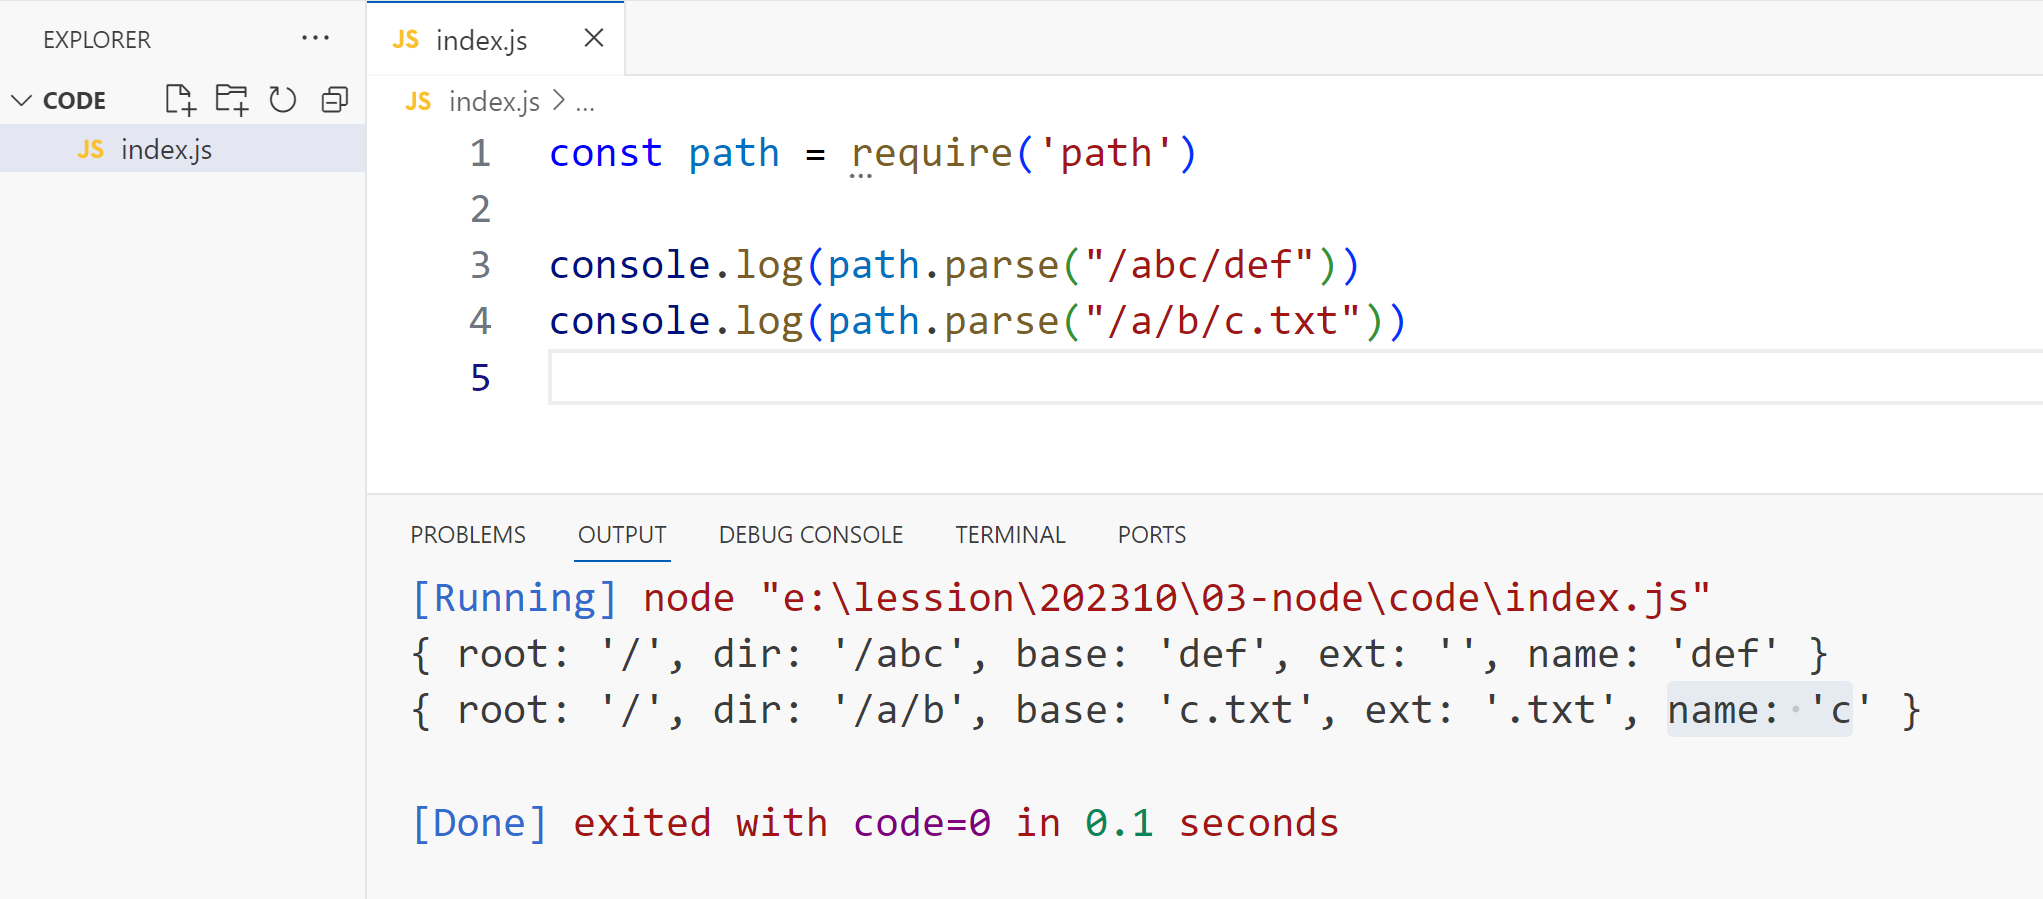 EXPLORER ...
CODE
JS index.js
JS index.js
JS index.js > ...
1 const path = require('path')
2
3 console.log(path.parse("/abc/def"))
4 console.log(path.parse("/a/b/c.txt"))
5
PROBLEMS OUTPUT DEBUG CONSOLE TERMINAL PORTS
[Running] node "e:\lession\202310\03-node\code\index.js"
{ root: '/', dir: '/abc', base: 'def', ext: '', name: 'def' }
{ root: '/', dir: '/a/b', base: 'c.txt', ext: '.txt', name: 'c' }
[Done] exited with code=0 in 0.1 seconds